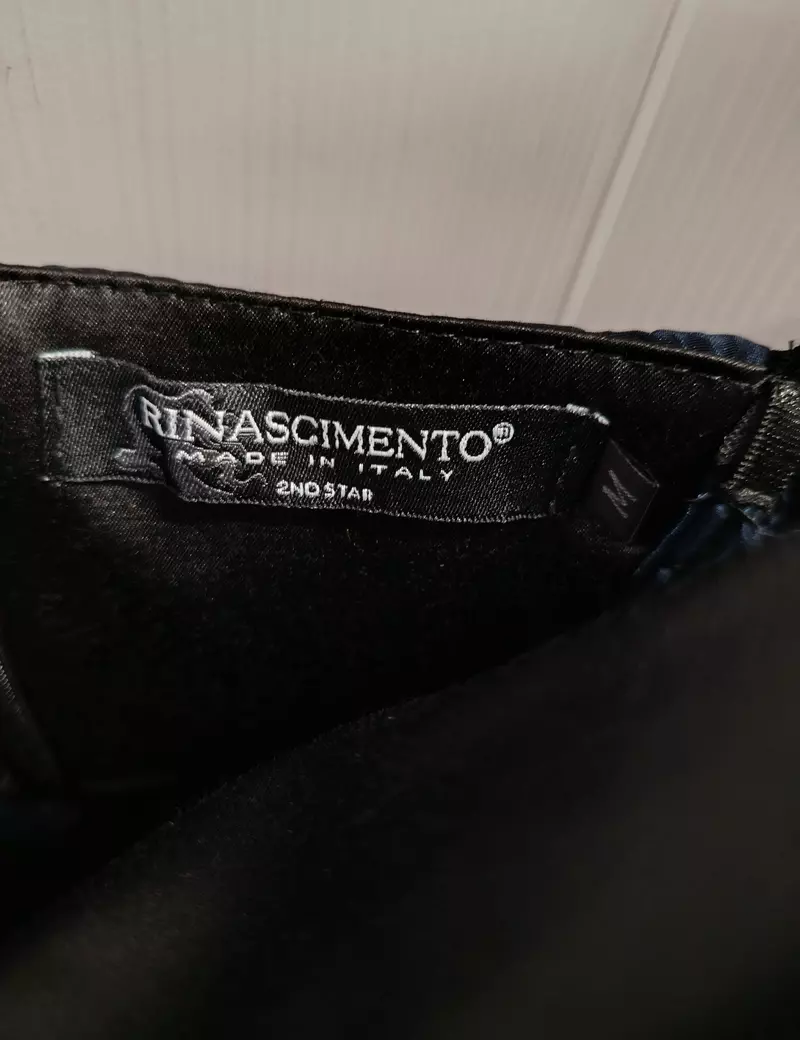 RINASCIMENTO®
MADE IN ITALY
2ND STAR
M